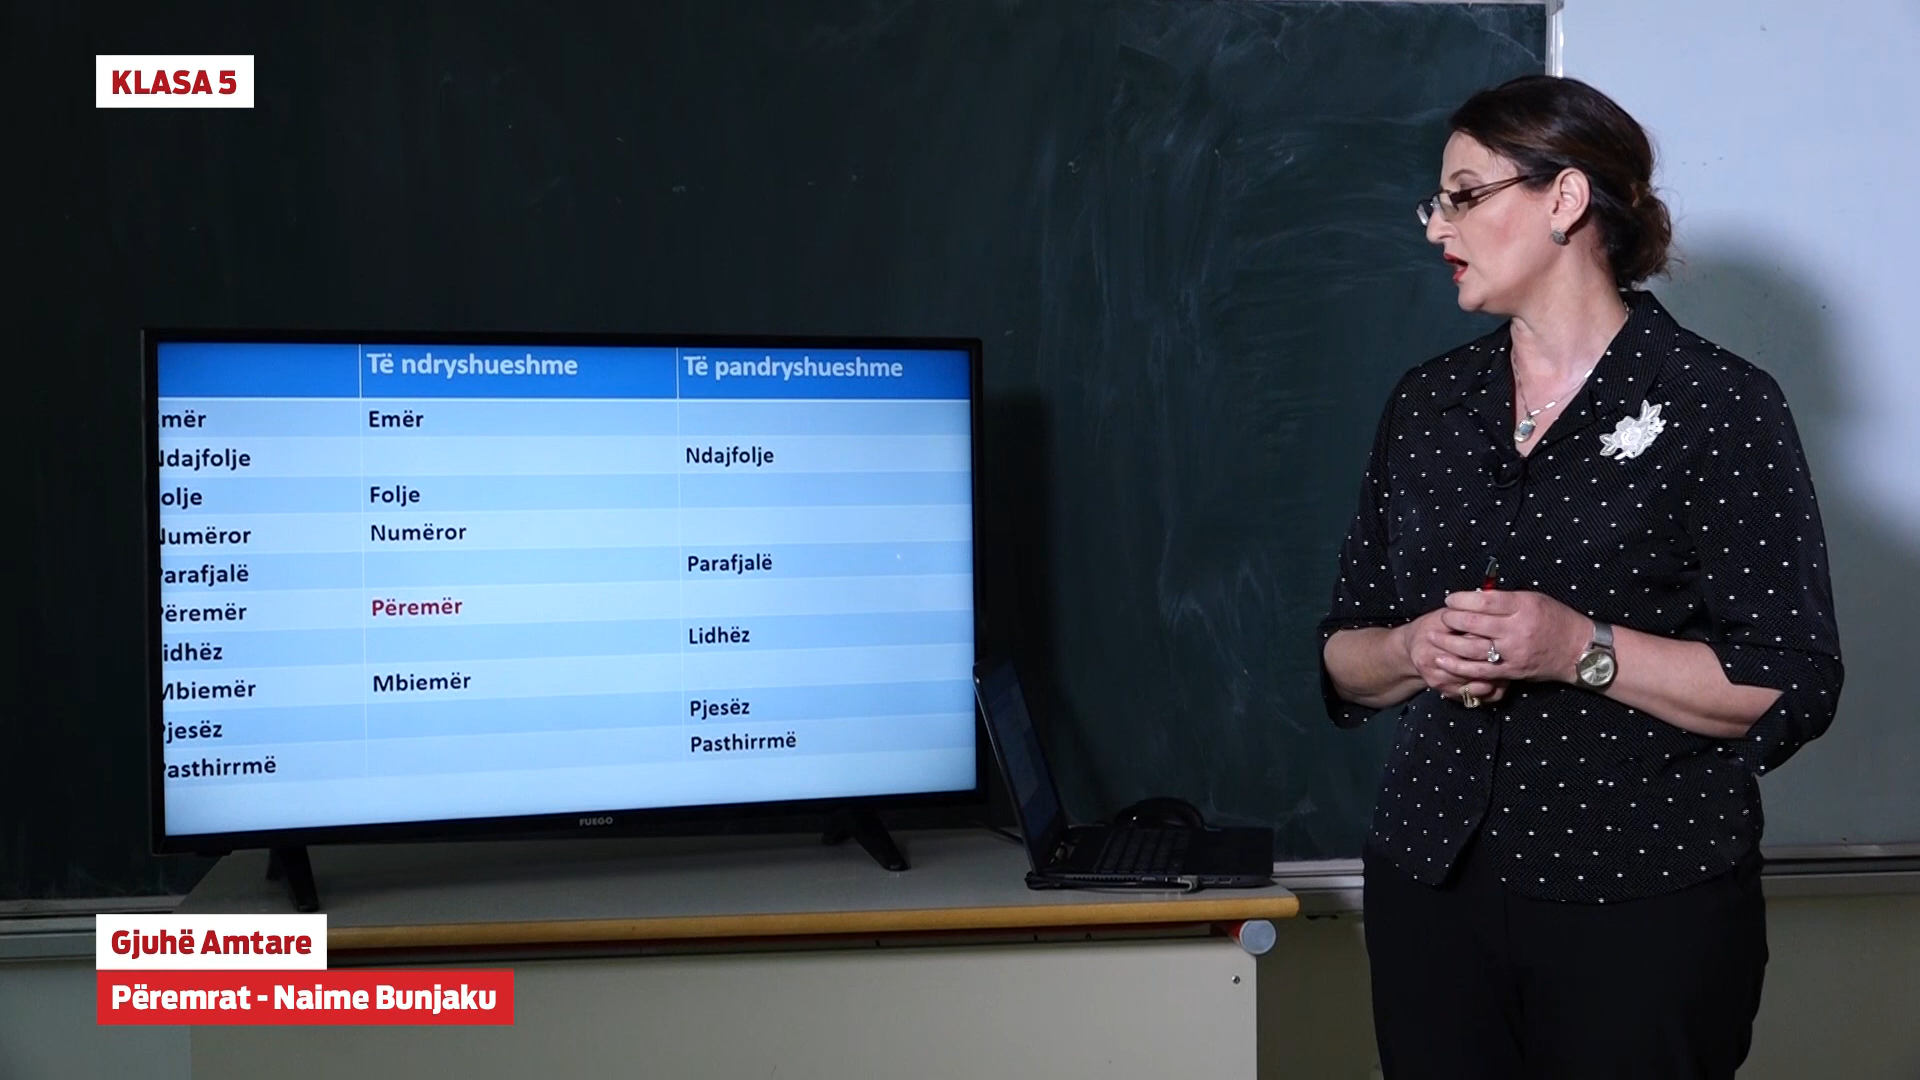 KLASA 5
Të ndryshueshme Të pandryshueshme
mër Emër
dajfolje Ndajfolje
olje Folje
umëror Numëror
arafjalë Parafjalë
ëremër Përemër
idhëz Lidhëz
Mbiemër Mbiemër
jesëz Pjesëz
asthirrmë Pasthirrmë
FUEGO
Gjuhë Amtare
Përemrat - Naime Bunjaku